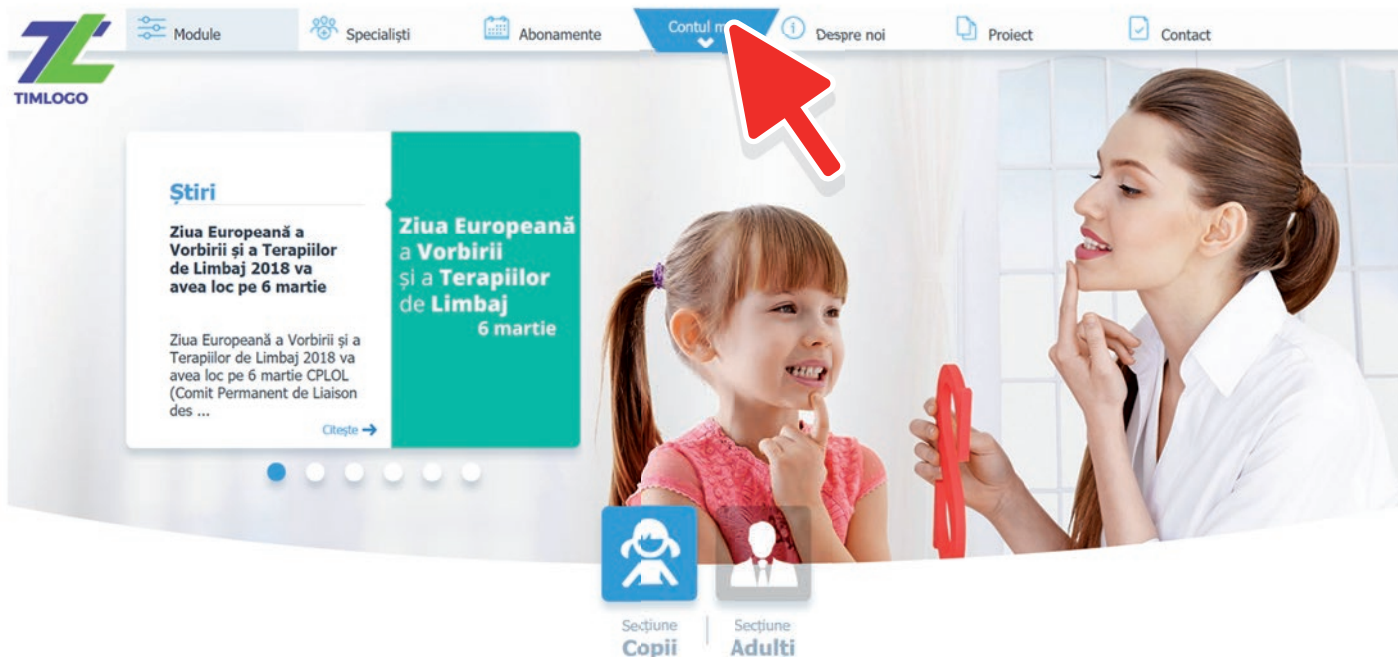 Module
Specialiști
Abonamente
Contul
Despre noi
Proiect
Contact
TIMLOGO
Știri
Ziua Europeană a
Vorbirii și a Terapiilor
de Limbaj 2018 va
avea loc pe 6 martie
Ziua Europeană a Vorbirii și a
Terapiilor de Limbaj 2018 va
avea loc pe 6 martie CPLOL
(Comit Permanent de Liaison
des ...
Citește
Ziua Europeană
a Vorbirii
și a Terapiilor
de Limbaj
6 martie
Secțiune
Copii
Secțiune
Adulti